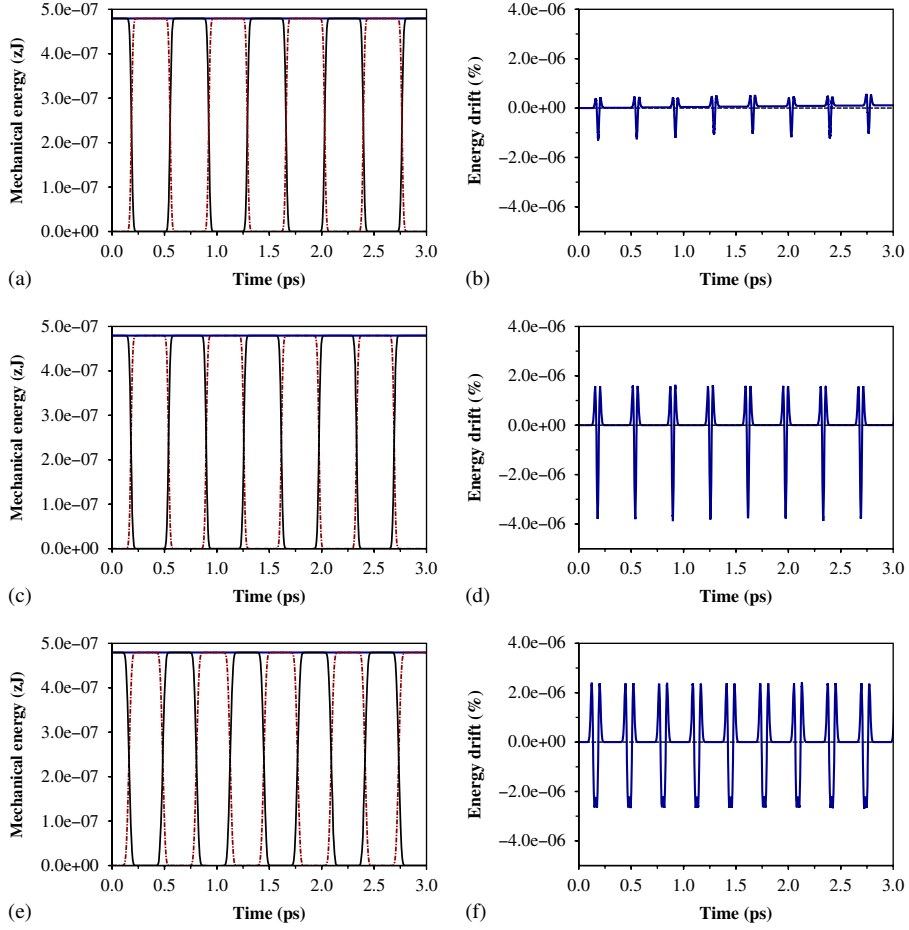 5.0e−07
4.0e−07
3.0e−07
2.0e−07
1.0e−07
0.0e+00
Mechanical energy (zJ)
0.0 0.5 1.0 1.5 2.0 2.5 3.0
Time (ps)
(a)
4.0e−06
2.0e−06
0.0e+00
−2.0e−06
−4.0e−06
Energy drift (%)
0.0 0.5 1.0 1.5 2.0 2.5 3.0
Time (ps)
(b)
5.0e−07
4.0e−07
3.0e−07
2.0e−07
1.0e−07
0.0e+00
Mechanical energy (zJ)
0.0 0.5 1.0 1.5 2.0 2.5 3.0
Time (ps)
(c)
4.0e−06
2.0e−06
0.0e+00
−2.0e−06
−4.0e−06
Energy drift (%)
0.0 0.5 1.0 1.5 2.0 2.5 3.0
Time (ps)
(d)
5.0e−07
4.0e−07
3.0e−07
2.0e−07
1.0e−07
0.0e+00
Mechanical energy (zJ)
0.0 0.5 1.0 1.5 2.0 2.5 3.0
Time (ps)
(e)
4.0e−06
2.0e−06
0.0e+00
−2.0e−06
−4.0e−06
Energy drift (%)
0.0 0.5 1.0 1.5 2.0 2.5 3.0
Time (ps)
(f)